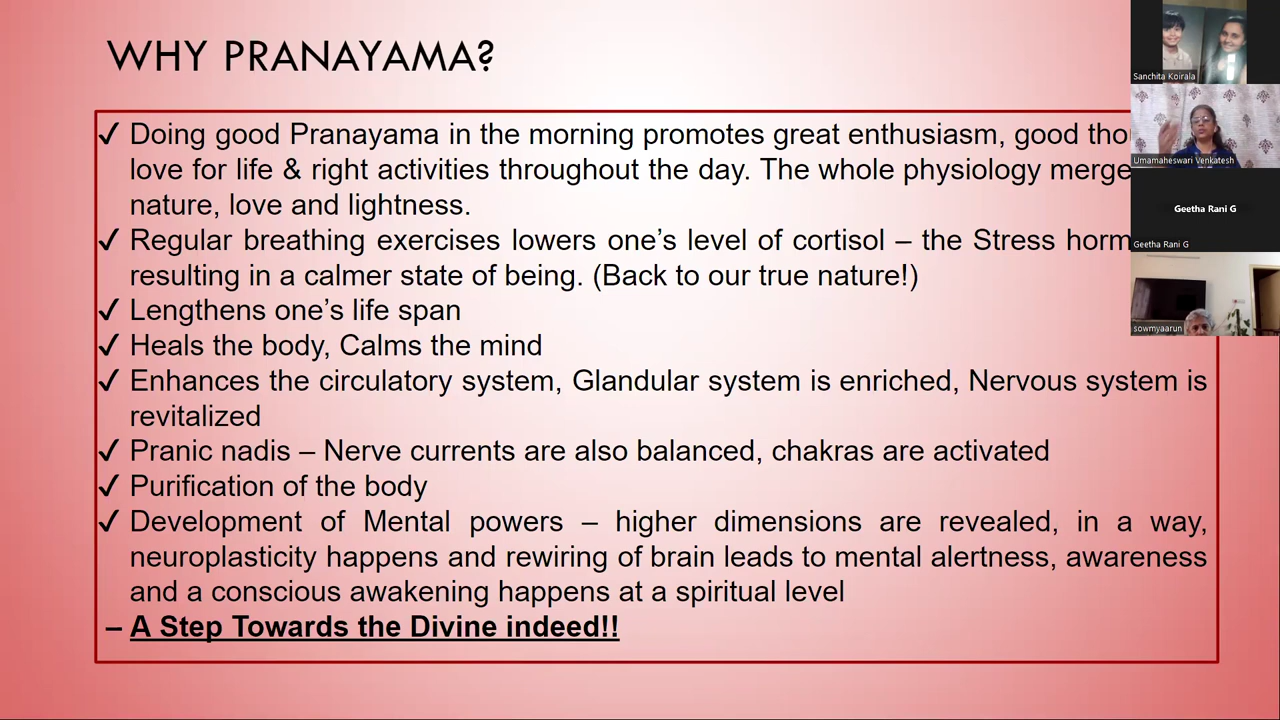 WHY PRANAYAMA?
✓ Doing good Pranayama in the morning promotes great enthusiasm, good
love for life & right activities throughout the day. The whole physiology
nature, love and lightness.
✓ Regular breathing exercises lowers one’s level of cortisol – the Stress
resulting in a calmer state of being. (Back to our true nature!)
✓ Lengthens one’s life span
✓ Heals the body, Calms the mind
✓ Enhances the circulatory system, Glandular system is enriched, Nervous system is
revitalized
✓ Pranic nadis – Nerve currents are also balanced, chakras are activated
✓ Purification of the body
✓ Development of Mental powers – higher dimensions are revealed, in a way,
neuroplasticity happens and rewiring of brain leads to mental alertness, awareness
and a conscious awakening happens at a spiritual level
– A Step Towards the Divine indeed!!
Sanchita Koirala
Umamaheswari Venkatesh
Geetha Rani G
Geetha Rani G
sowmyaarun